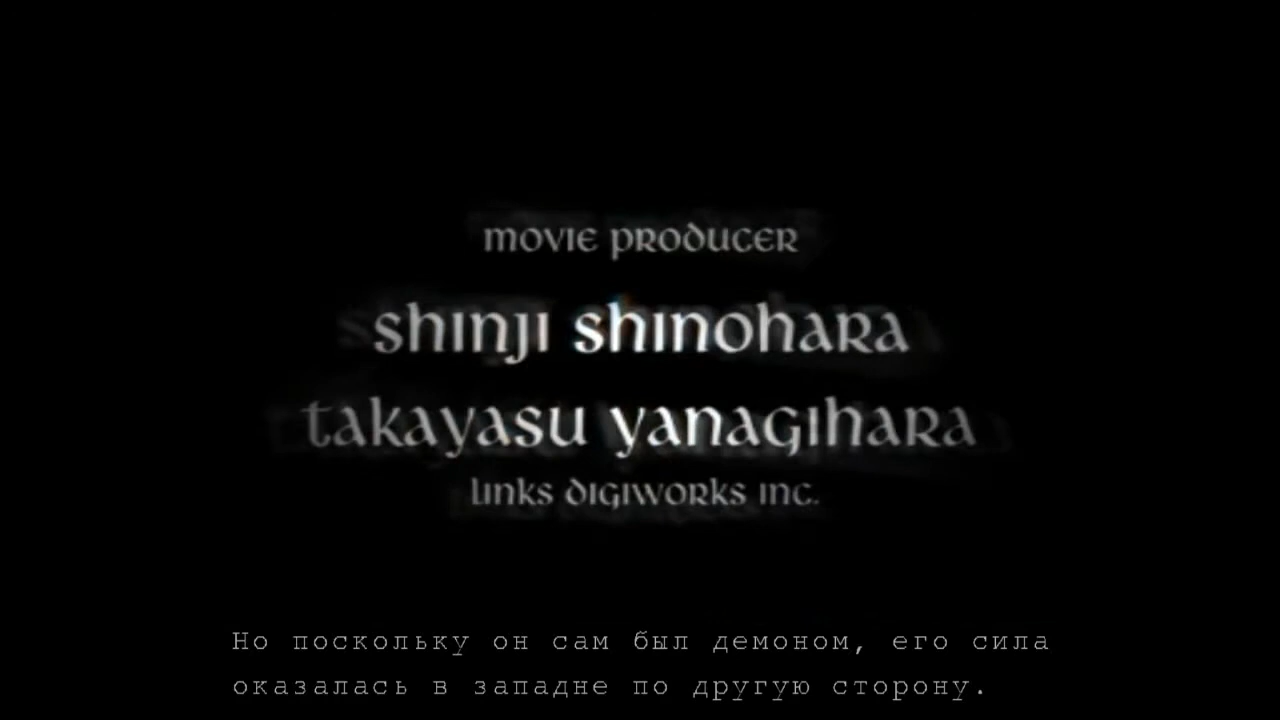 movie producer
shinji shinohara
takayasu yanagihara
links digiworks inc.
Но поскольку он сам был демоном, его сила
оказалась в западне по другую сторону.